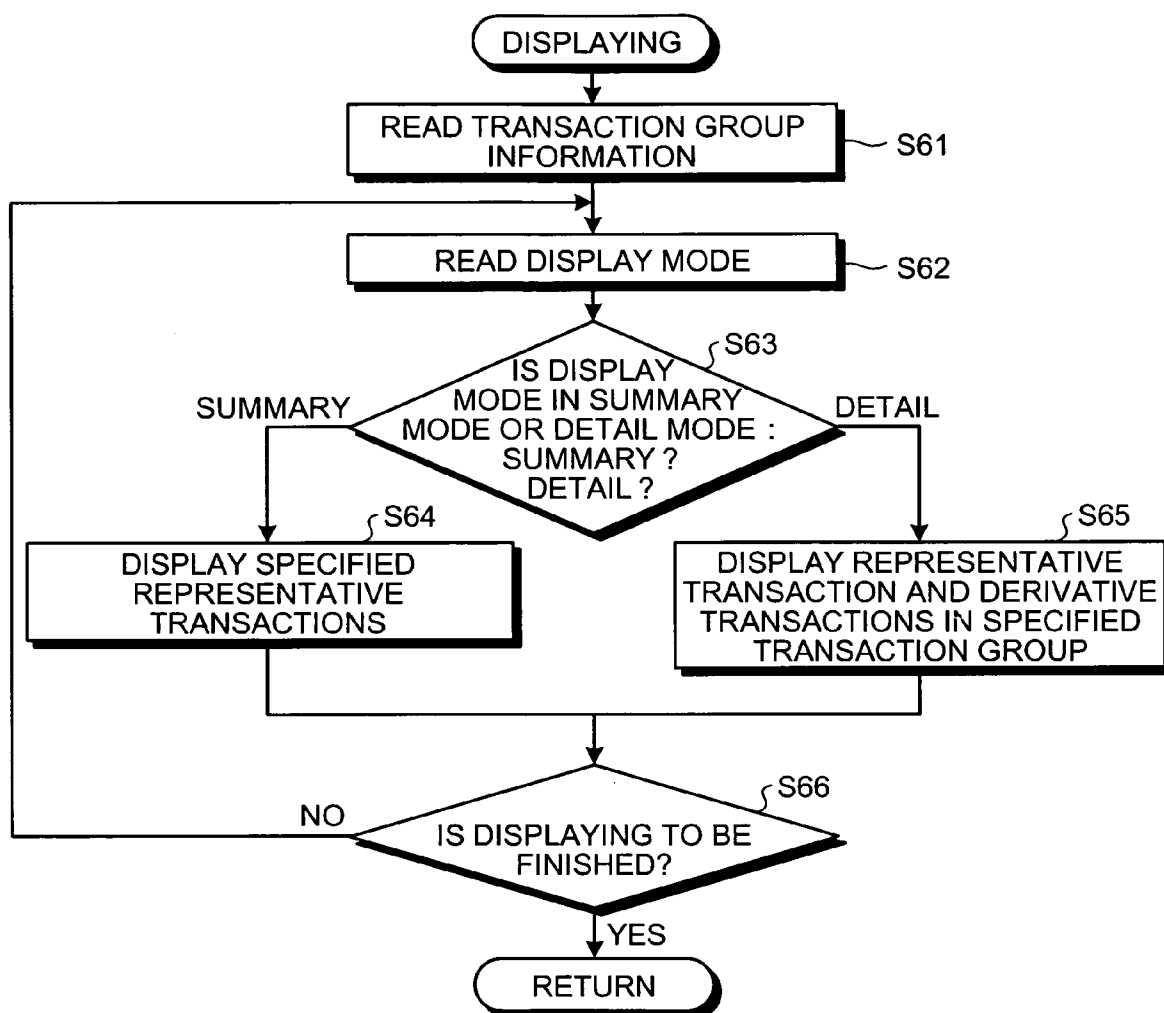 DISPLAYING
READ TRANSACTION GROUP
INFORMATION
S61
READ DISPLAY MODE
S62
S63
IS DISPLAY
MODE IN SUMMARY
MODE OR DETAIL MODE :
SUMMARY ?
DETAIL ?
SUMMARY
DETAIL
S64
DISPLAY SPECIFIED
REPRESENTATIVE
TRANSACTIONS
S65
DISPLAY REPRESENTATIVE
TRANSACTION AND DERIVATIVE
TRANSACTIONS IN SPECIFIED
TRANSACTION GROUP
S66
NO
IS DISPLAYING TO BE
FINISHED?
YES
RETURN